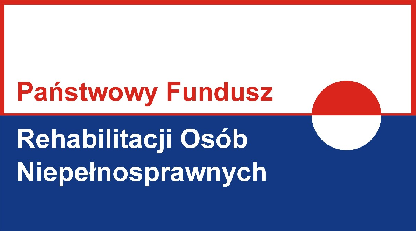 Państwowy Fundusz
Rehabilitacji Osób
Niepełnosprawnych